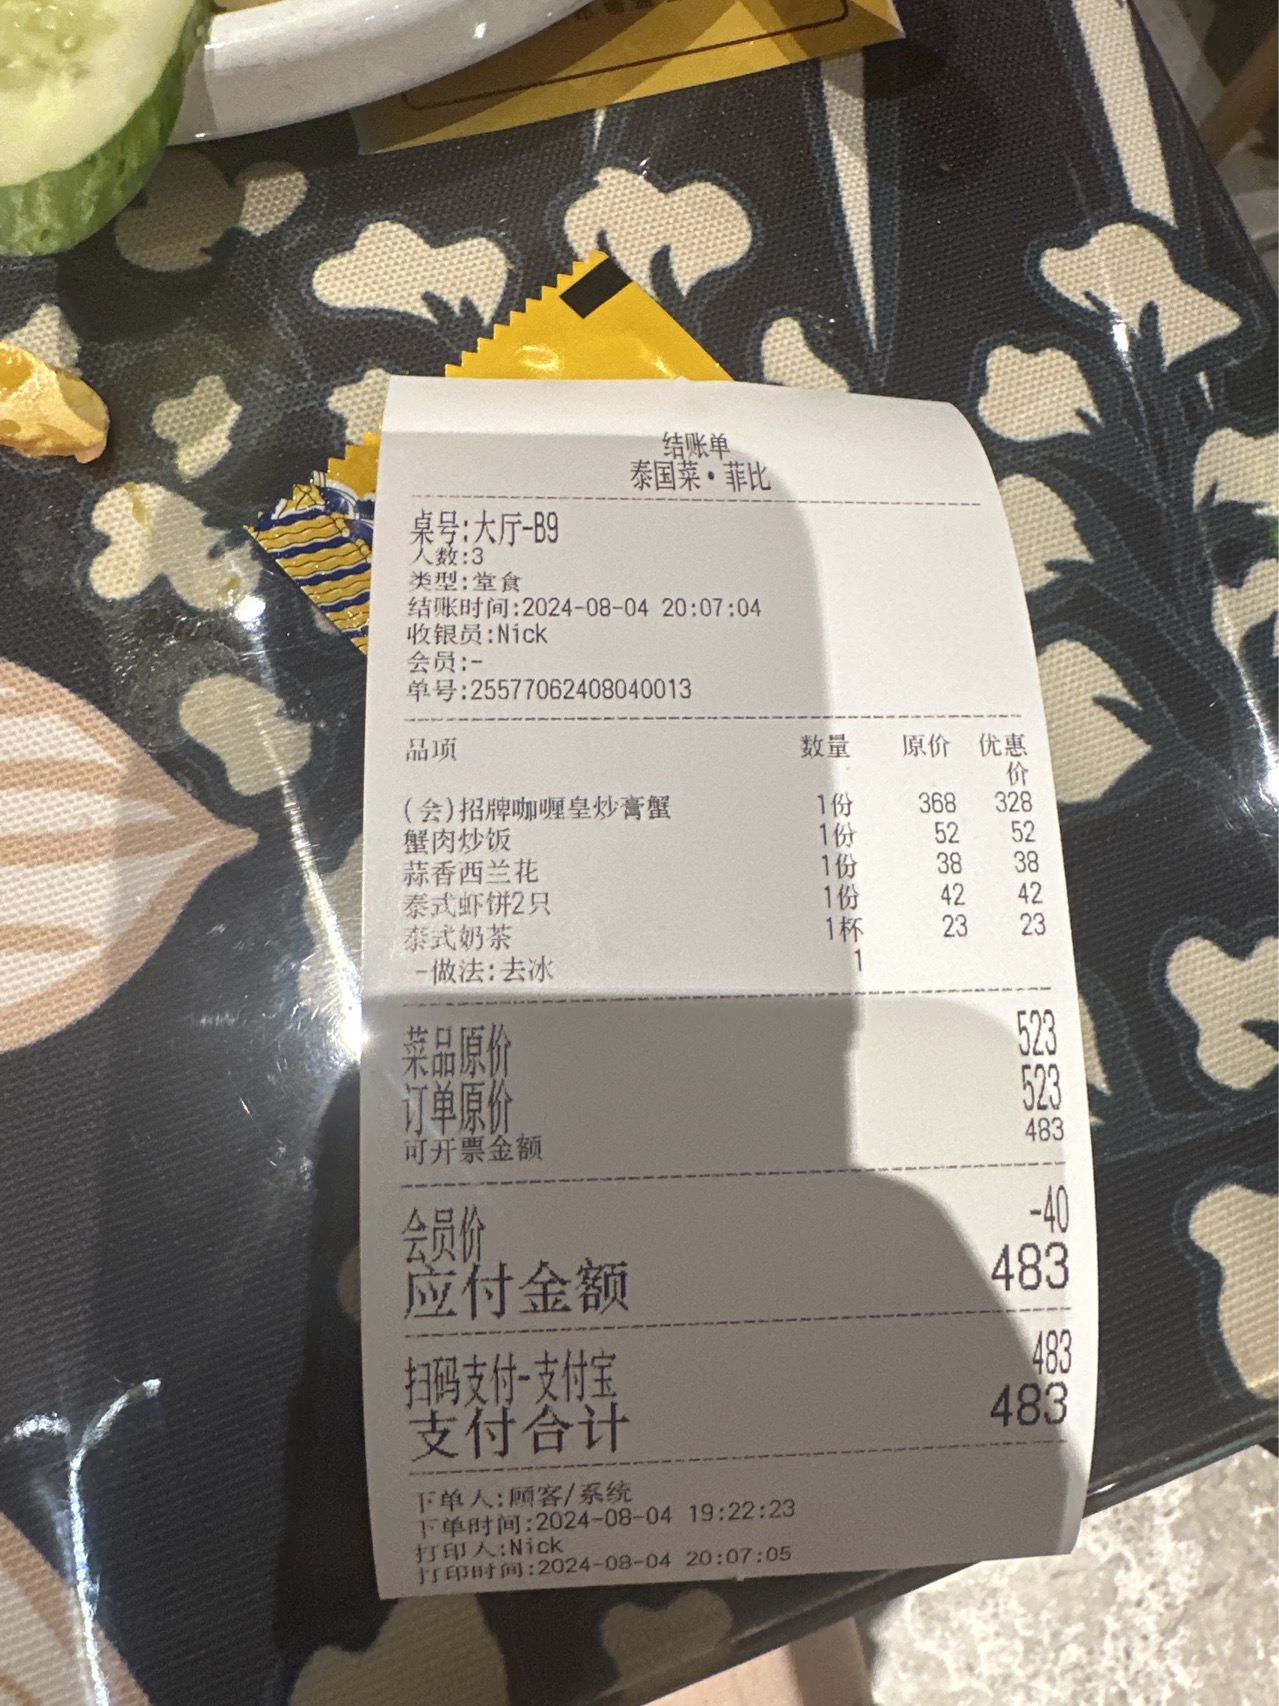 结账单
泰国菜·菲比
桌号:大厅-B9
人数:3
类型:堂食
结账时间:2024-08-04 20:07:04
收银员:Nick
会员:-
单号:25577062408040013
品项 数量 原价 优惠价
(会)招牌咖喱皇炒膏蟹 1份 368 328
蟹肉炒饭 1份 52 52
蒜香西兰花 1份 38 38
泰式虾饼2只 1份 42 42
泰式奶茶 1杯 23 23
-做法:去冰 1
菜品原价 523
订单原价 523
可开票金额 483
会员价 -40
应付金额 483
扫码支付-支付宝 483
支付合计 483
下单人:顾客/系统
下单时间:2024-08-04 19:22:23
打印人:Nick
打印时间:2024-08-04 20:07:05